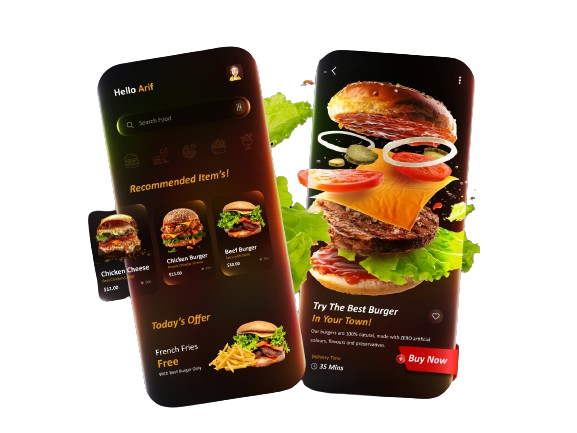 Hello Arif
Search Food
Recommended Item's!
Chicken Cheese
$12.00
Chicken Burger
$15.00
Beef Burger
$10.00
Today's Offer
French Fries
Free
With Beef Burger Only
Try The Best Burger
In Your Town!
Our burgers are 100% natural, made with ZERO artificial
colours, flavours and preservatives.
Delivery Time
35 Mins
Buy Now